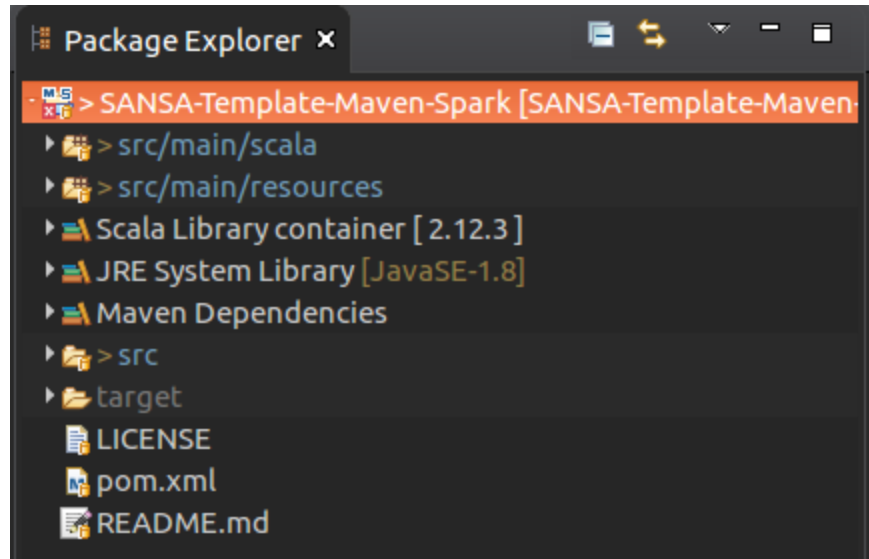 Package Explorer
> SANSA-Template-Maven-Spark [SANSA-Template-Maven-
> src/main/scala
> src/main/resources
Scala Library container [ 2.12.3 ]
JRE System Library [JavaSE-1.8]
Maven Dependencies
> src
target
LICENSE
pom.xml
README.md